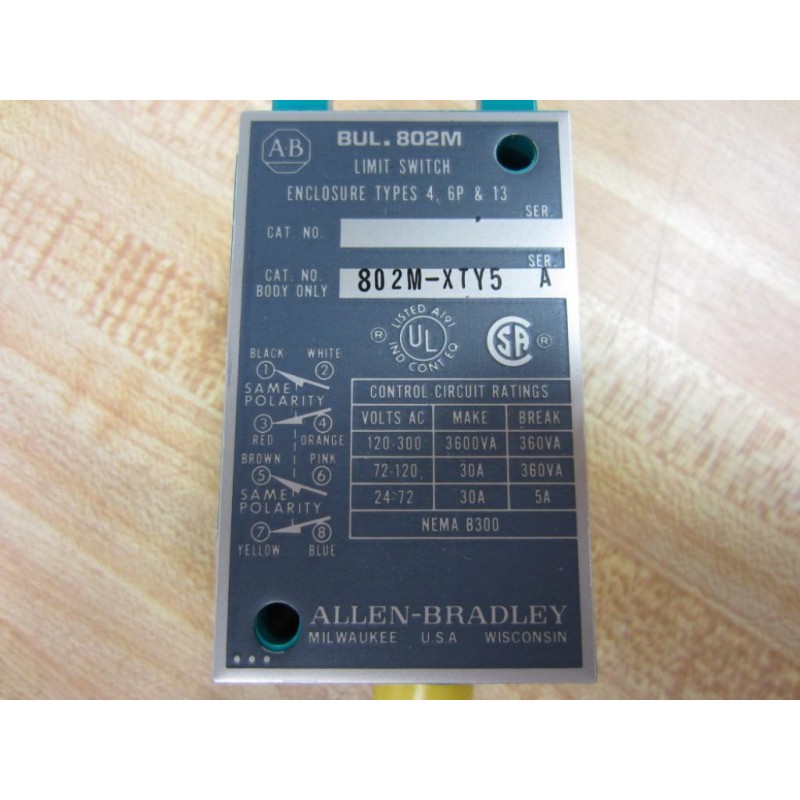 A-B
BUL. 802M
LIMIT SWITCH
ENCLOSURE TYPES 4, 6P & 13
SER.
CAT. NO.
SER.
CAT. NO. BODY ONLY 802M-XTY5 A
® LISTED A191 UL IND CONT EQ
CSA ®
BLACK WHITE
1 2
SAME POLARITY
3 4
RED ORANGE
BROWN PINK
5 6
SAME POLARITY
7 8
YELLOW BLUE
CONTROL CIRCUIT RATINGS
VOLTS AC MAKE BREAK
120-300 3600VA 360VA
72-120 30A 360VA
24-72 30A 5A
NEMA B300
ALLEN-BRADLEY
MILWAUKEE U.S.A. WISCONSIN